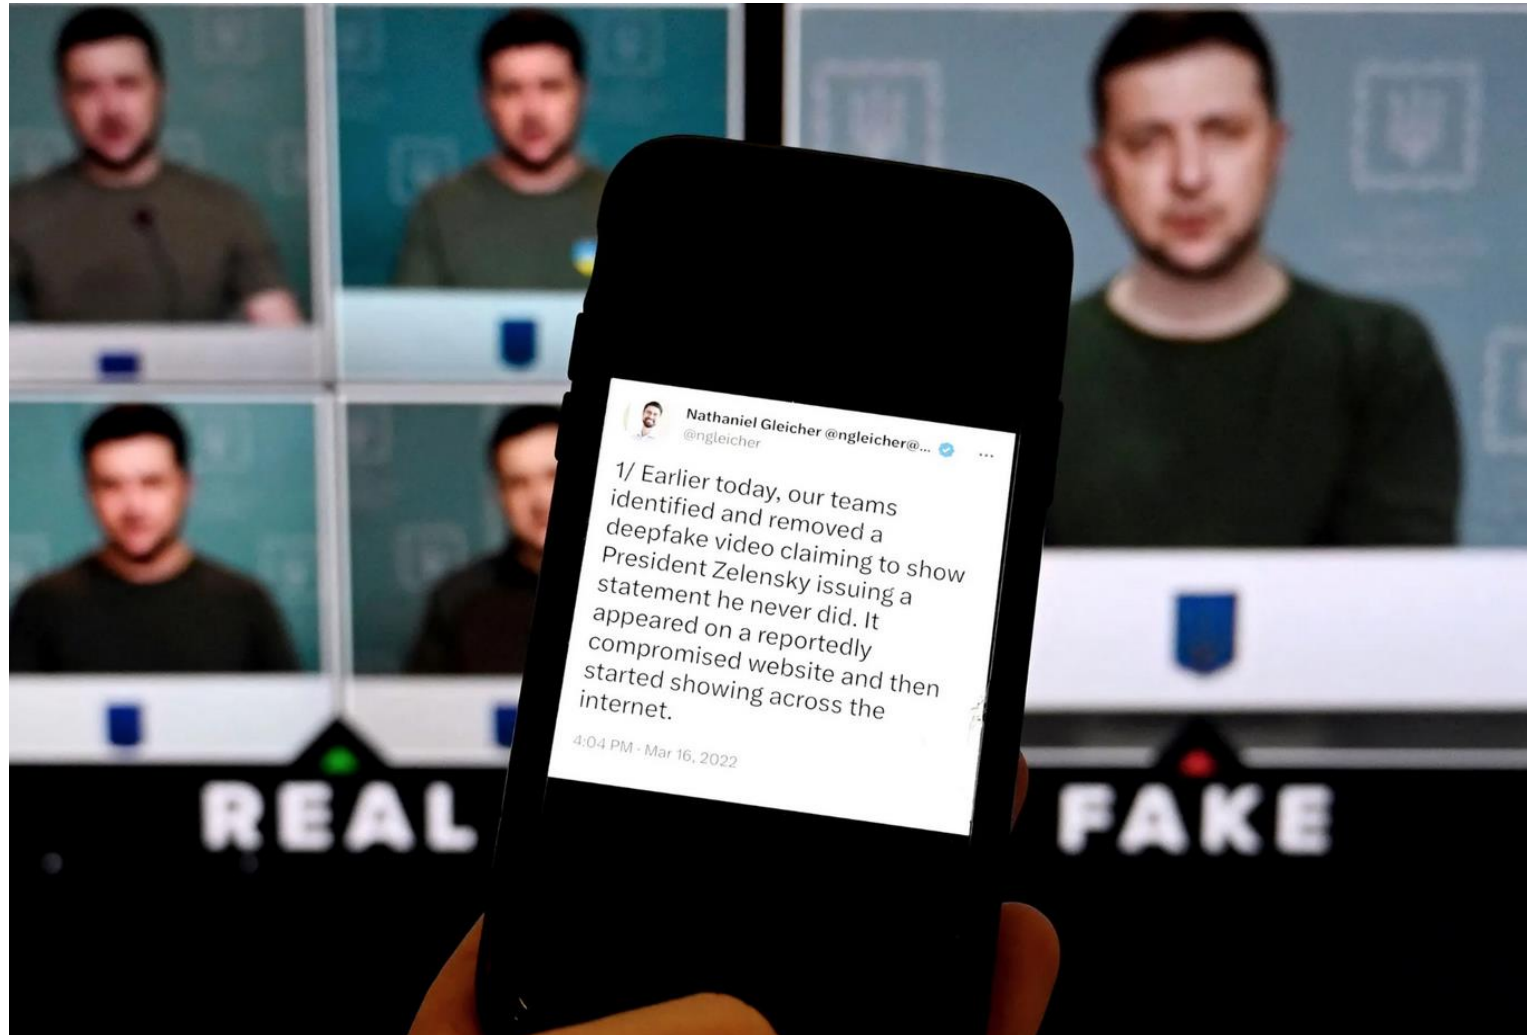 Nathaniel Gleicher @ngleicher@...
@ngleicher
1/ Earlier today, our teams
identified and removed a
deepfake video claiming to show
President Zelensky issuing a
statement he never did. It
appeared on a reportedly
compromised website and then
started showing across the
internet.
4:04 PM · Mar 16, 2022
REAL
FAKE